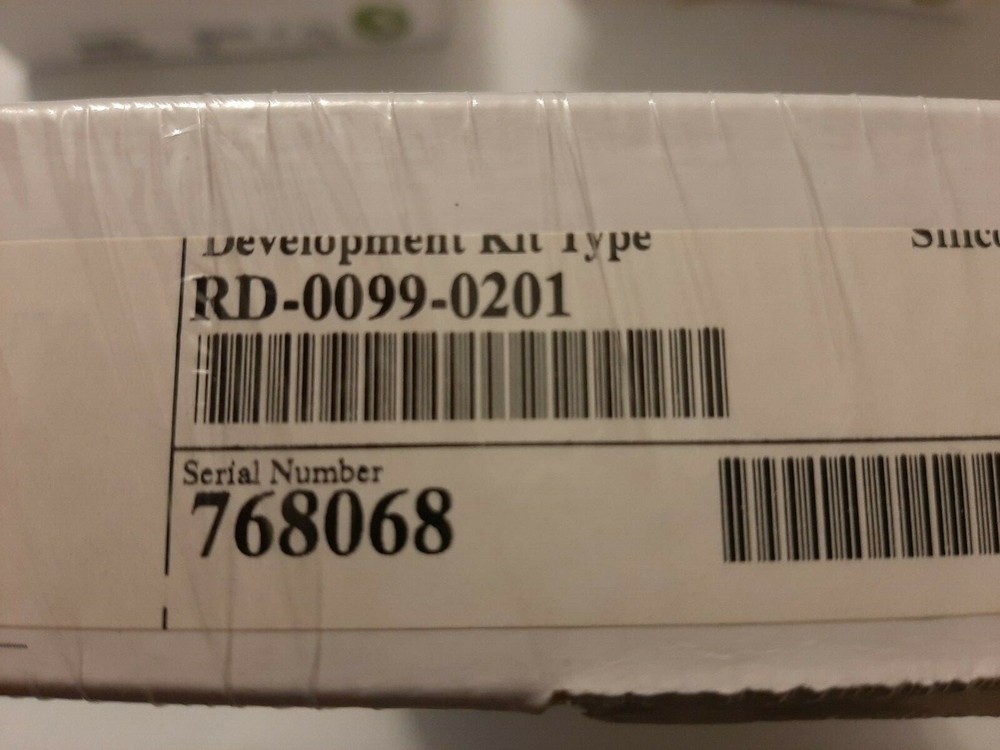 Development Kit Type
RD-0099-0201
Serial Number
768068